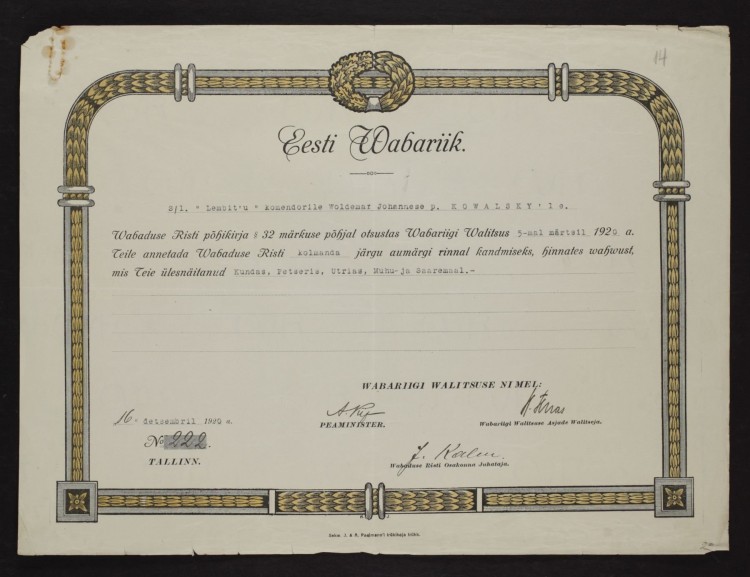 14
Eesti Wabariik.
S/l. "Lembit'u" komendorile Woldemar Johannese p. KOWALSKY'le.
Wabaduse Risti põhikirja § 32 märkuse põhjal otsustas Wabariigi Walitsus 5-mal märtsil 1920 a.
Teile annetada Wabaduse Risti kolmanda järgu aumärgi rinnal kandmiseks, hinnates wahwust,
mis Teie ülesnäitanud Kundas, Petseris, Utrias, Muhu-ja Saaremaal.-
WABARIIGI WALITSUSE NIMEL:
16. detsembril 1920 a.
PEAMINISTER.
Wabariigi Walitsuse Asjade Walitseja.
No 222
TALLINN.
J. Kalm.
Wabaduse Risti Osakonna Juhataja.